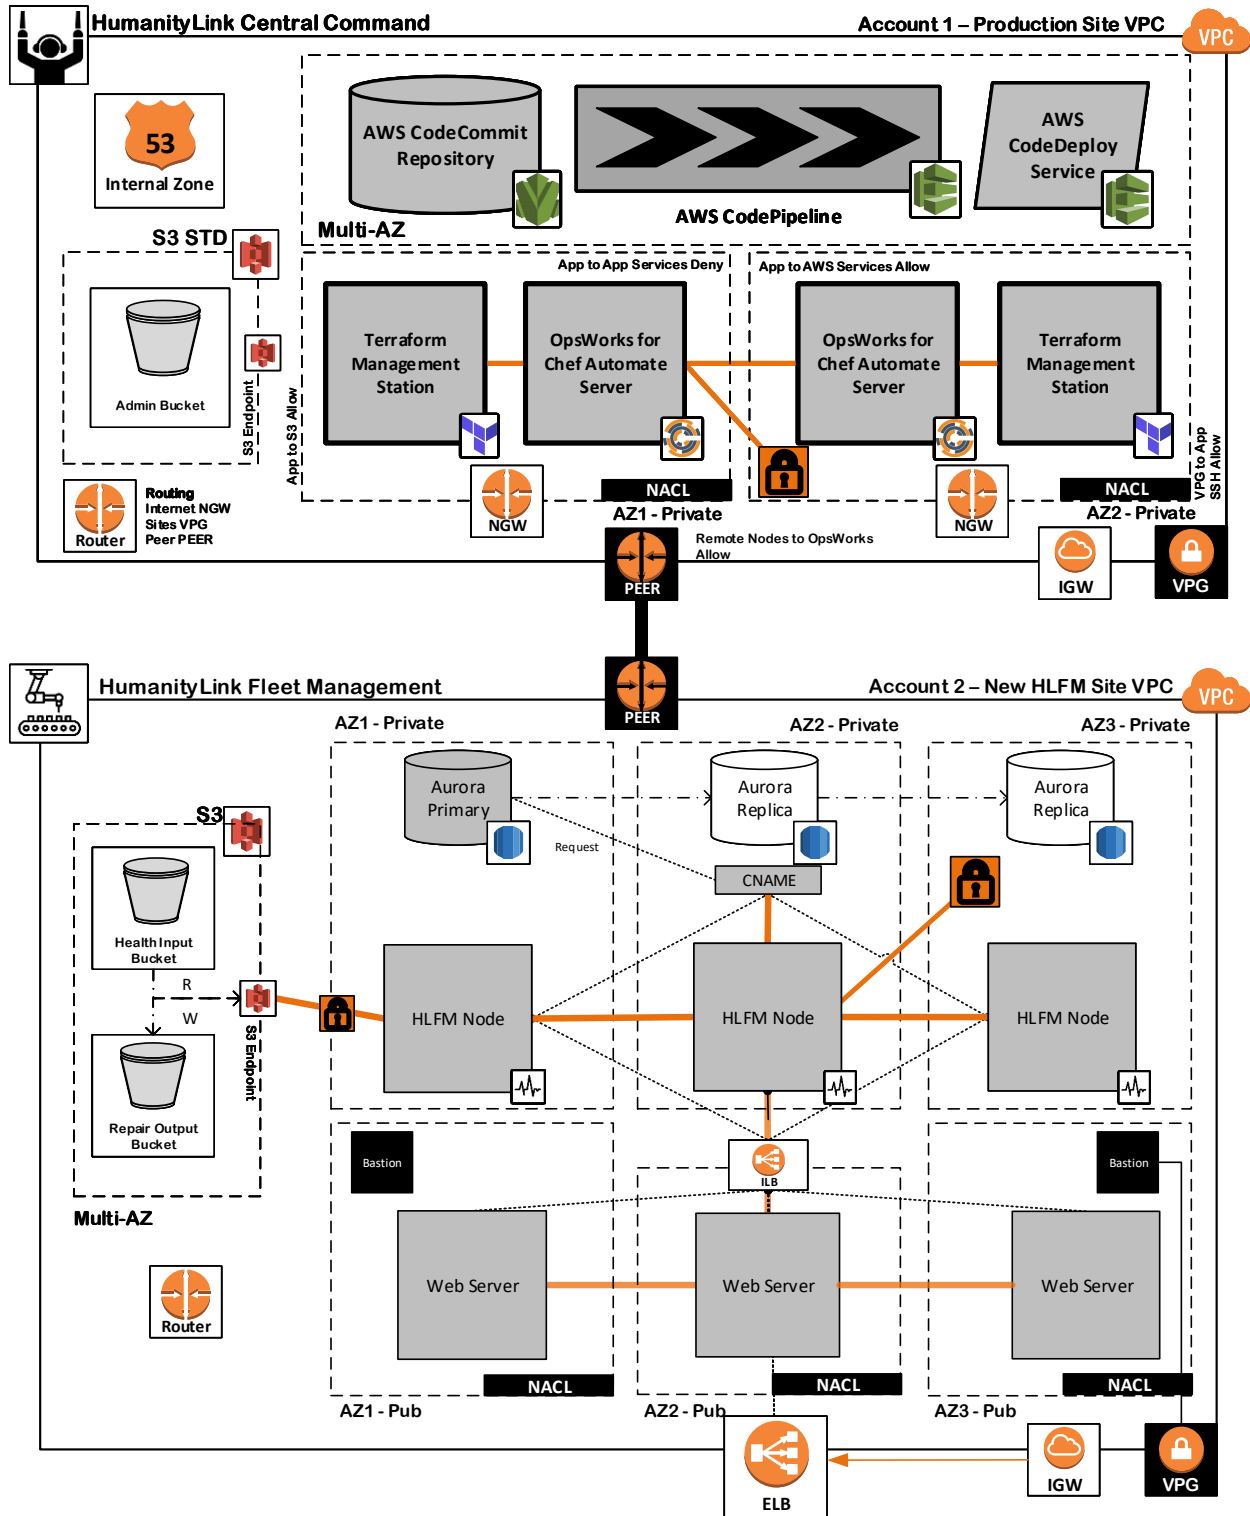 HumanityLink Central Command
Account 1 – Production Site VPC
VPC
53
Internal Zone
AWS CodeCommit
Repository
AWS CodePipeline
AWS
CodeDeploy
Service
Multi-AZ
S3 STD
Admin Bucket
S3 Endpoint
App to S3 Allow
App to App Services Deny
App to AWS Services Allow
Terraform
Management
Station
OpsWorks for
Chef Automate
Server
OpsWorks for
Chef Automate
Server
Terraform
Management
Station
VPG to App
SSH Allow
Router
Routing
Internet NGW
Sites VPG
Peer PEER
NGW
NACL
AZ1 - Private
NGW
NACL
AZ2 - Private
PEER
Remote Nodes to OpsWorks
Allow
IGW
VPG
HumanityLink Fleet Management
PEER
Account 2 – New HLFM Site VPC
VPC
AZ1 - Private
AZ2 - Private
AZ3 - Private
Aurora
Primary
Aurora
Replica
Aurora
Replica
Request
CNAME
S3
Health Input
Bucket
R
W
S3 Endpoint
Repair Output
Bucket
Multi-AZ
HLFM Node
HLFM Node
HLFM Node
Bastion
ILB
Bastion
Web Server
Web Server
Web Server
Router
NACL
NACL
NACL
AZ1 - Pub
AZ2 - Pub
AZ3 - Pub
ELB
IGW
VPG